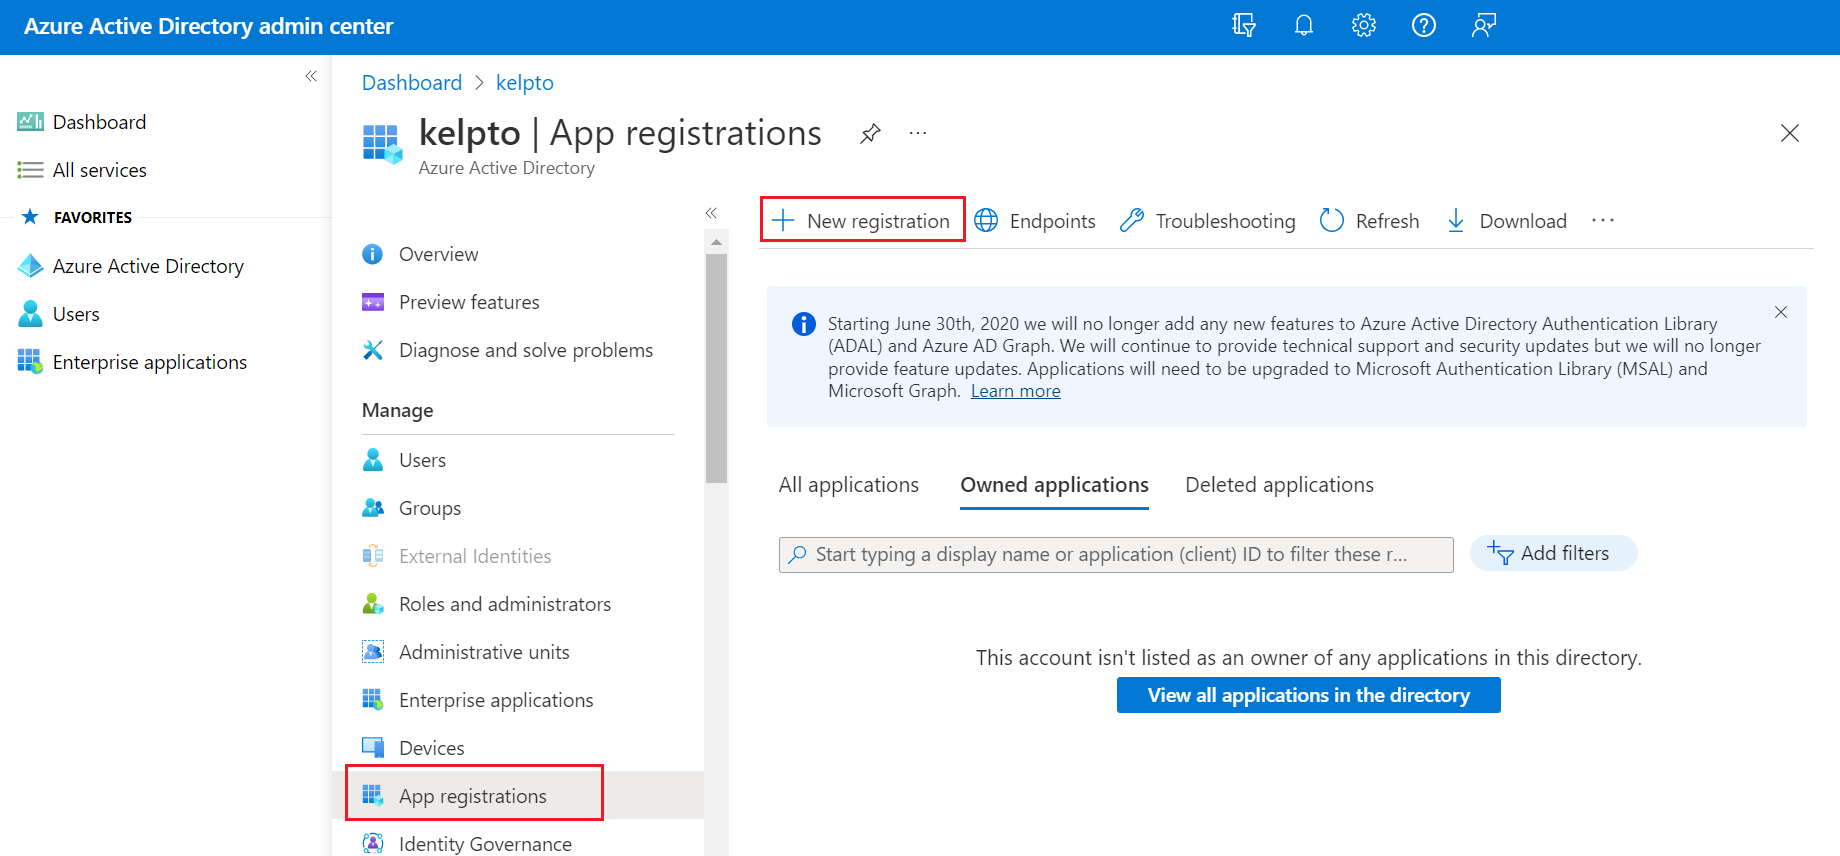 Azure Active Directory admin center
Dashboard
All services
FAVORITES
Azure Active Directory
Users
Enterprise applications
Dashboard > kelpto
kelpto | App registrations
Azure Active Directory
Overview
Preview features
Diagnose and solve problems
Manage
Users
Groups
External Identities
Roles and administrators
Administrative units
Enterprise applications
Devices
App registrations
Identity Governance
New registration Endpoints Troubleshooting Refresh Download
Starting June 30th, 2020 we will no longer add any new features to Azure Active Directory Authentication Library
(ADAL) and Azure AD Graph. We will continue to provide technical support and security updates but we will no longer
provide feature updates. Applications will need to be upgraded to Microsoft Authentication Library (MSAL) and
Microsoft Graph. Learn more
All applications Owned applications Deleted applications
Start typing a display name or application (client) ID to filter these r... Add filters
This account isn't listed as an owner of any applications in this directory.
View all applications in the directory